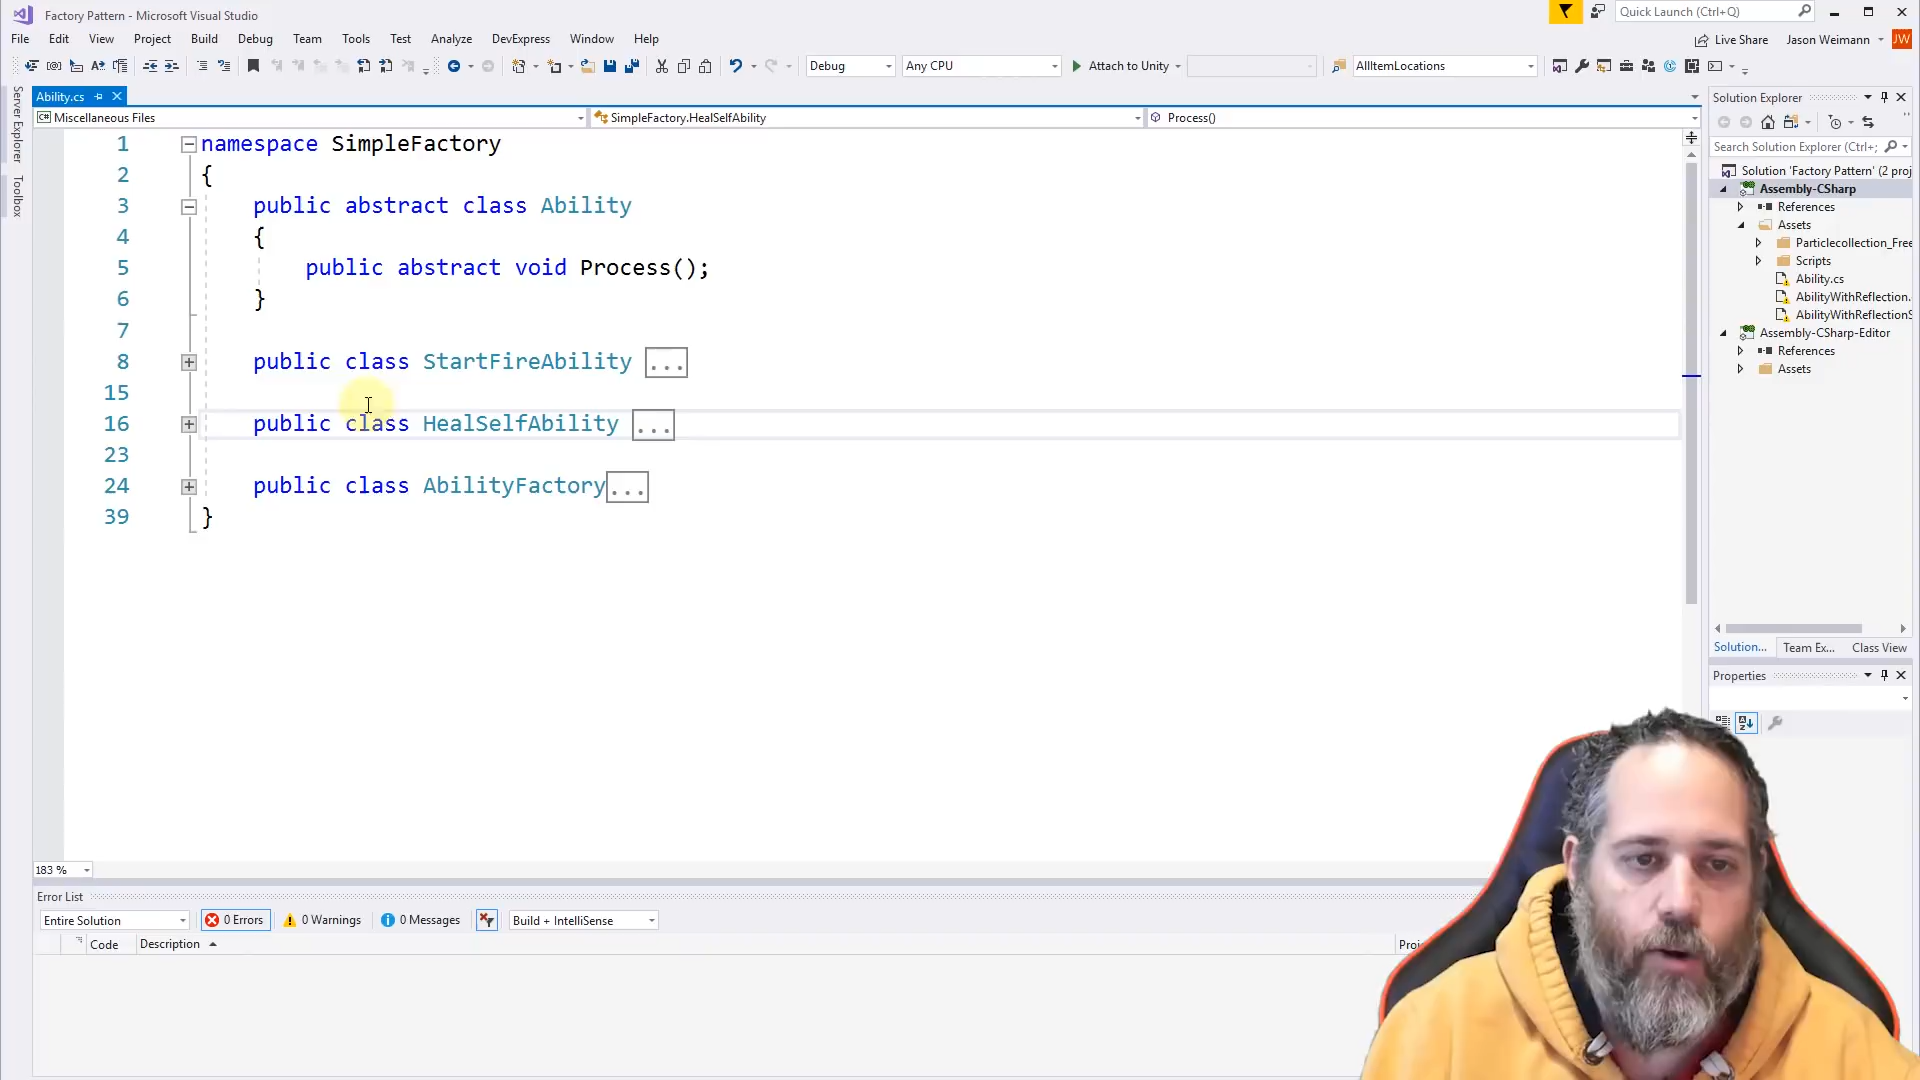 Factory Pattern - Microsoft Visual Studio
Quick Launch (Ctrl+Q)
File Edit View Project Build Debug Team Tools Test Analyze DevExpress Window Help
Live Share Jason Weimann JW
Debug Any CPU Attach to Unity AllItemLocations
Server Explorer
Toolbox
Ability.cs
Miscellaneous Files SimpleFactory.HealSelfAbility Process()
1 namespace SimpleFactory
2 {
3 public abstract class Ability
4 {
5 public abstract void Process();
6 }
7
8 public class StartFireAbility ...
15
16 public class HealSelfAbility ...
23
24 public class AbilityFactory...
39 }
183 %
Solution Explorer
Search Solution Explorer (Ctrl+;
Solution 'Factory Pattern' (2 proj
Assembly-CSharp
References
Assets
Particlecollection_Free
Scripts
Ability.cs
AbilityWithReflection.
AbilityWithReflectionS
Assembly-CSharp-Editor
References
Assets
Solution... Team Ex... Class View
Properties
Error List
Entire Solution 0 Errors 0 Warnings 0 Messages Build + IntelliSense
Code Description Proj